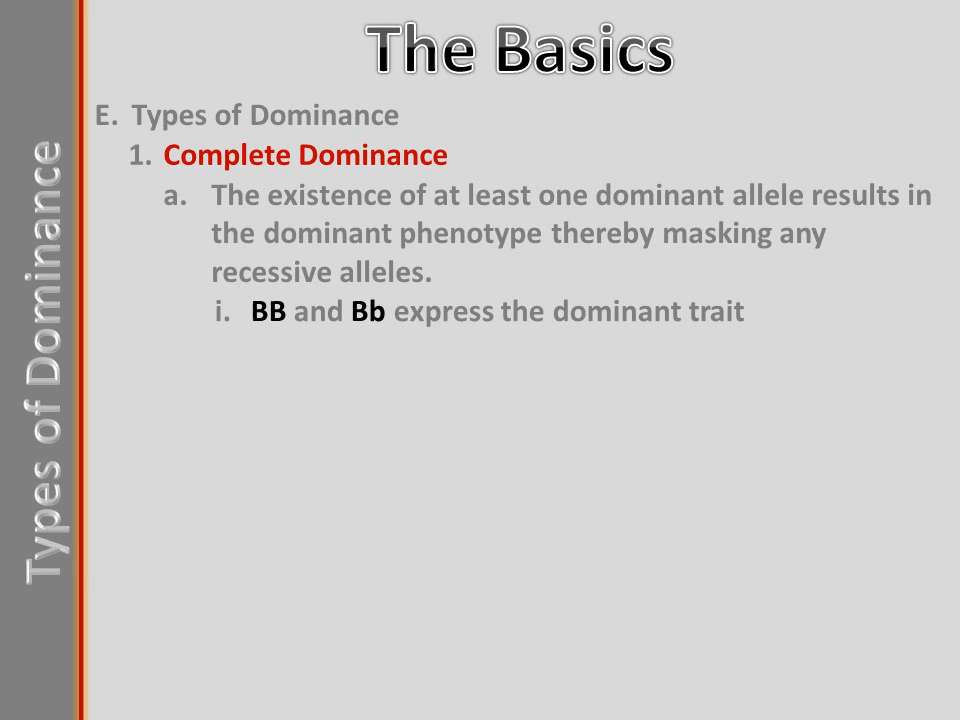 The Basics
E. Types of Dominance
1. Complete Dominance
a. The existence of at least one dominant allele results in
the dominant phenotype thereby masking any
recessive alleles.
i. BB and Bb express the dominant trait
Types of Dominance